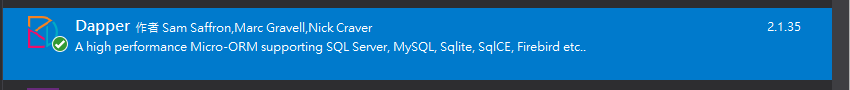 Dapper 作者 Sam Saffron,Marc Gravell,Nick Craver 2.1.35
A high performance Micro-ORM supporting SQL Server, MySQL, Sqlite, SqlCE, Firebird etc..